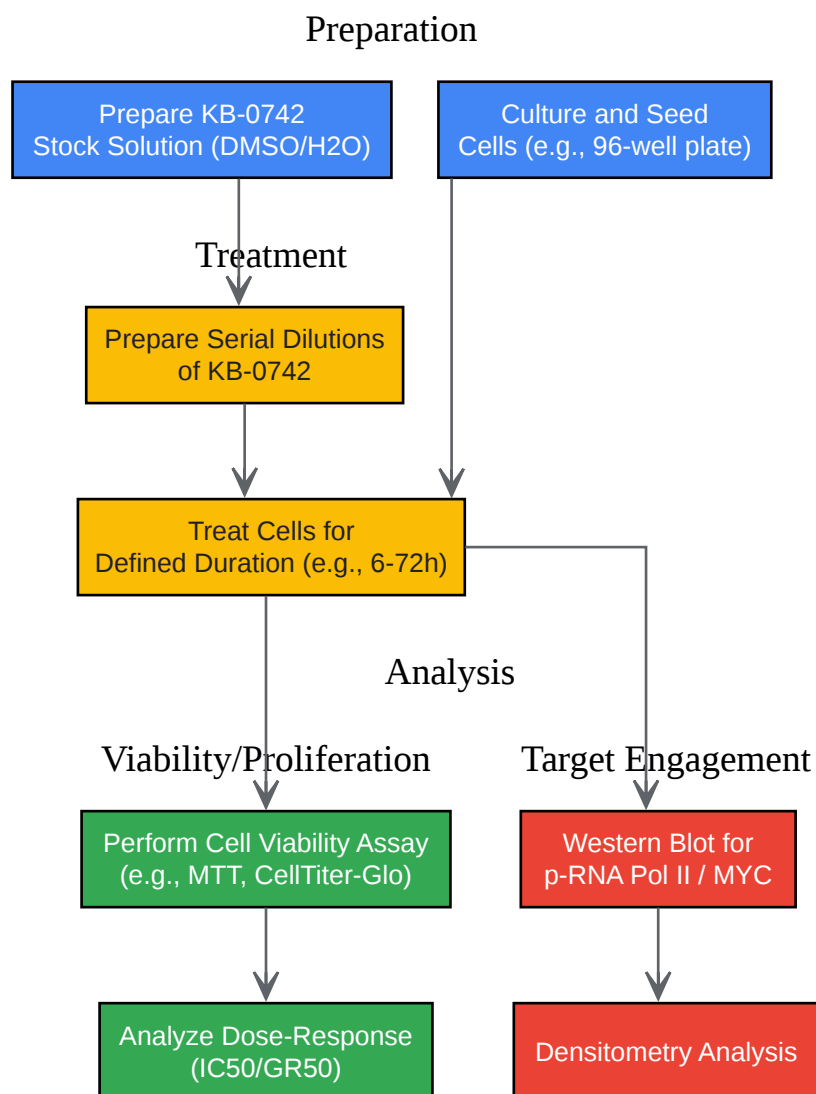 Preparation
Prepare KB-0742
Stock Solution (DMSO/H2O)
Culture and Seed
Cells (e.g., 96-well plate)
Treatment
Prepare Serial Dilutions
of KB-0742
Treat Cells for
Defined Duration (e.g., 6-72h)
Analysis
Viability/Proliferation
Target Engagement
Perform Cell Viability Assay
(e.g., MTT, CellTiter-Glo)
Western Blot for
p-RNA Pol II / MYC
Analyze Dose-Response
(IC50/GR50)
Densitometry Analysis